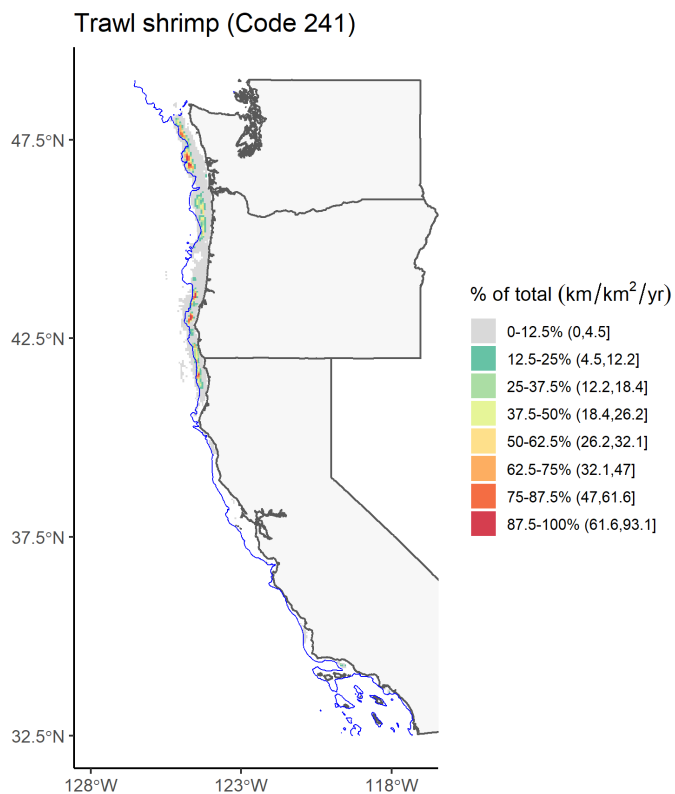 Trawl shrimp (Code 241)
47.5°N
42.5°N
37.5°N
32.5°N
128°W
123°W
118°W
% of total (km/km²/yr)
0-12.5% (0,4.5]
12.5-25% (4.5,12.2]
25-37.5% (12.2,18.4]
37.5-50% (18.4,26.2]
50-62.5% (26.2,32.1]
62.5-75% (32.1,47]
75-87.5% (47,61.6]
87.5-100% (61.6,93.1]